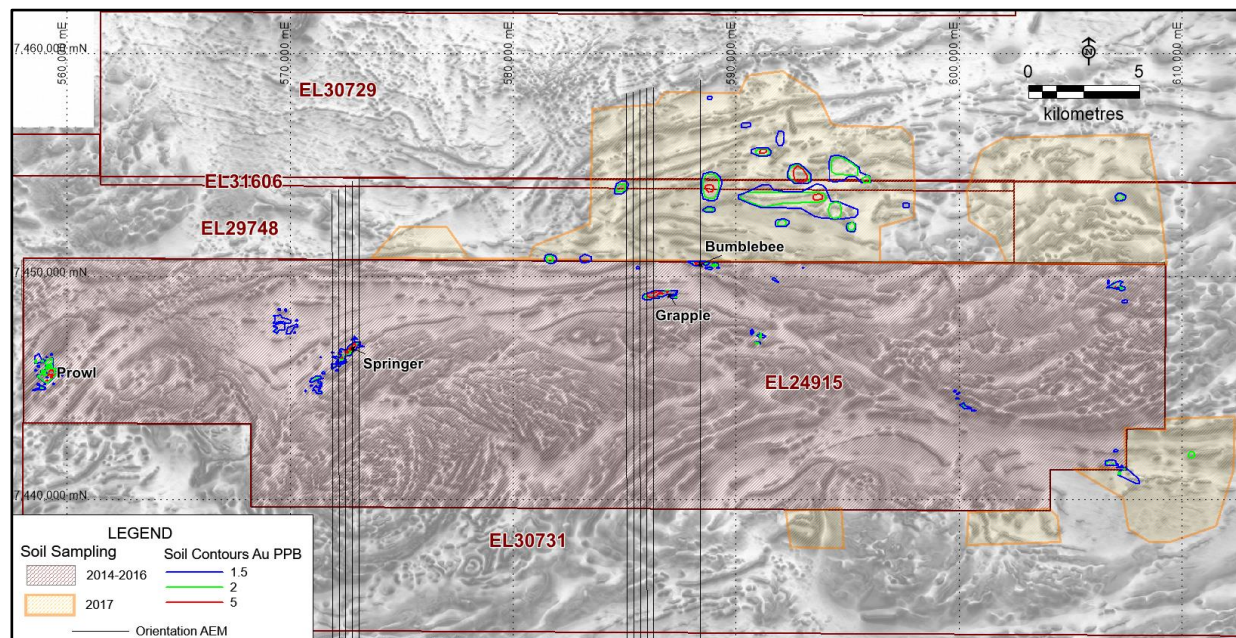 7,460,000 mN
560,000 mE
570,000 mE
580,000 mE
590,000 mE
600,000 mE
610,000 mE
N
0 5
kilometres
EL30729
EL31606
EL29748
Bumblebee
7,450,000 mN
Grapple
Springer
Prowl
EL24915
7,440,000 mN
EL30731
LEGEND
Soil Sampling
Soil Contours Au PPB
2014-2016
1.5
2
2017
5
Orientation AEM